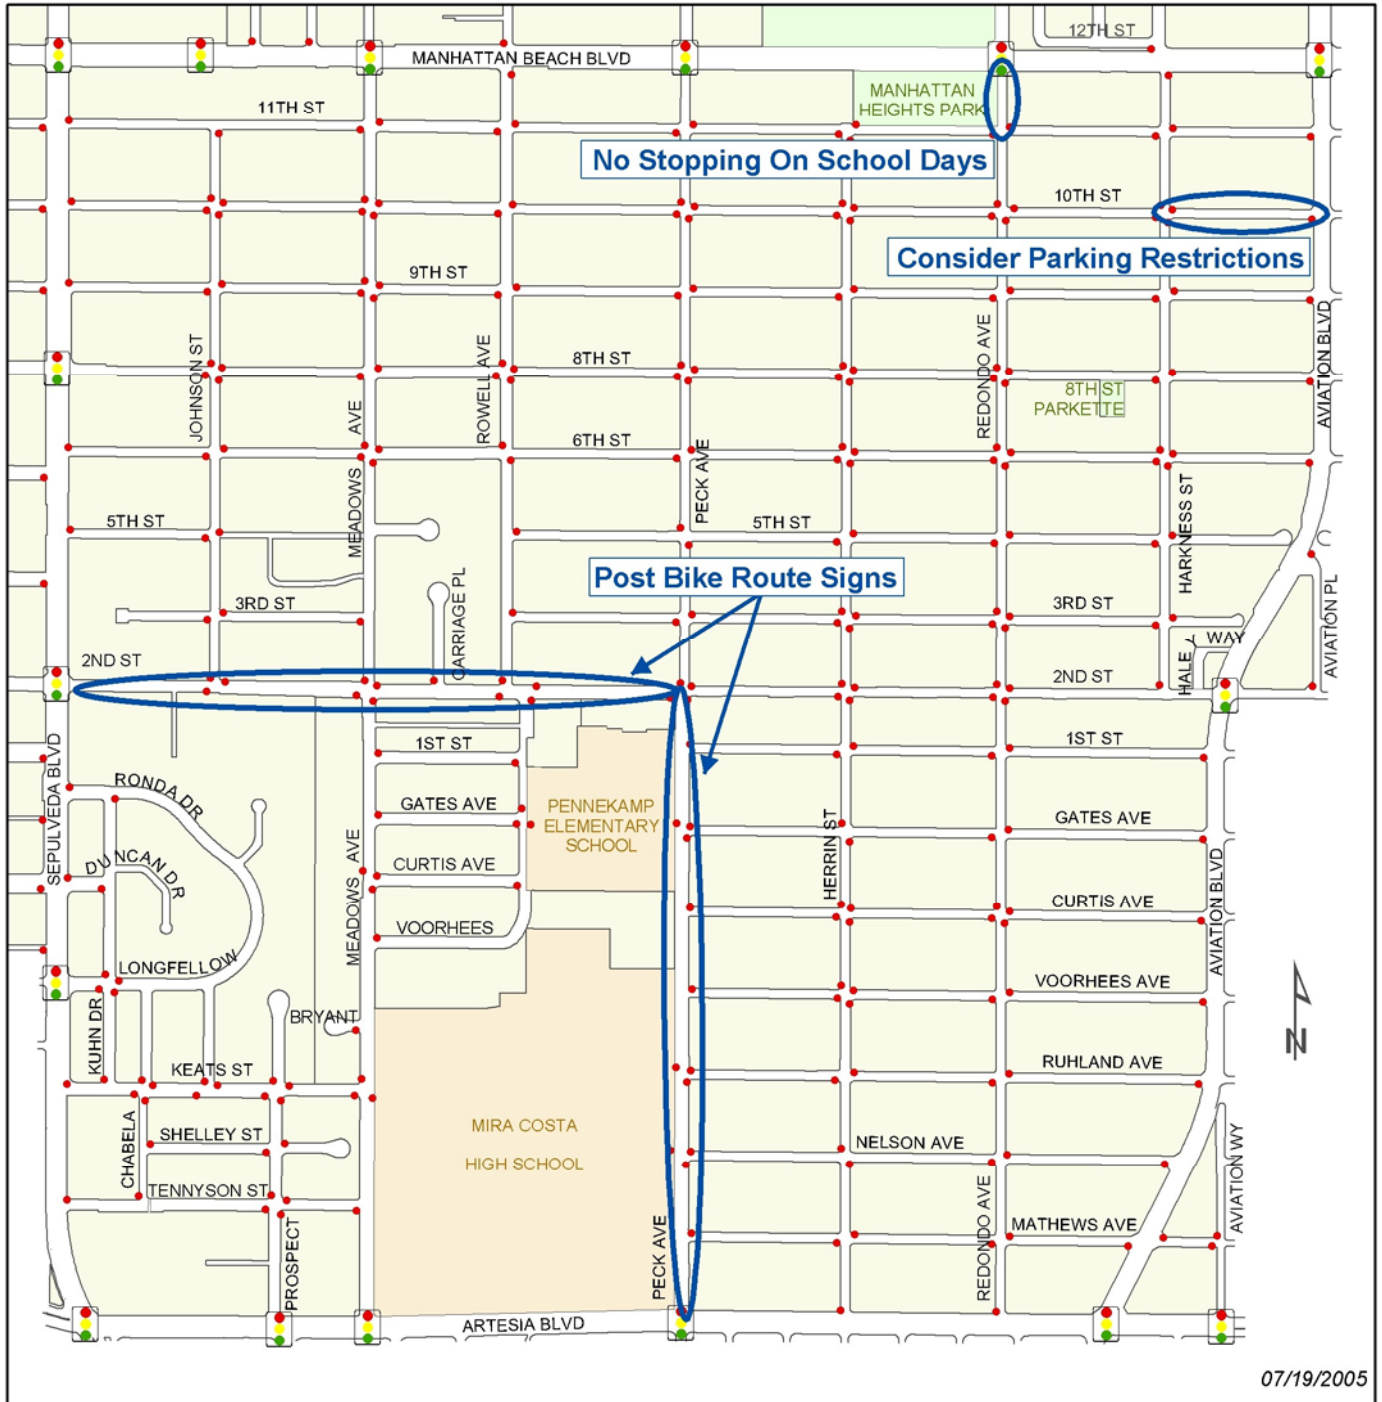 12TH ST
MANHATTAN BEACH BLVD
MANHATTAN
HEIGHTS PARK
11TH ST
No Stopping On School Days
10TH ST
Consider Parking Restrictions
9TH ST
JOHNSON ST
ROWELL AVE
8TH ST
REDONDO AVE
AVIATION BLVD
8TH ST
PARKETTE
MEADOWS AVE
6TH ST
PECK AVE
HARKNESS ST
5TH ST
5TH ST
Post Bike Route Signs
CARRIAGE PL
3RD ST
3RD ST
AVIATION PL
HALE
WAY
2ND ST
2ND ST
1ST ST
1ST ST
SEPULVEDA BLVD
RONDA DR
GATES AVE
PENNEKAMP
ELEMENTARY
SCHOOL
HERRIN ST
GATES AVE
DUNCAN DR
MEADOWS AVE
CURTIS AVE
CURTIS AVE
AVIATION BLVD
VOORHEES
LONGFELLOW
VOORHEES AVE
KUHN DR
BRYANT
N
KEATS ST
RUHLAND AVE
CHABELA
SHELLEY ST
MIRA COSTA
HIGH SCHOOL
NELSON AVE
AVIATION WY
TENNYSON ST
PROSPECT
PECK AVE
REDONDO AVE
MATHEWS AVE
ARTESIA BLVD
07/19/2005